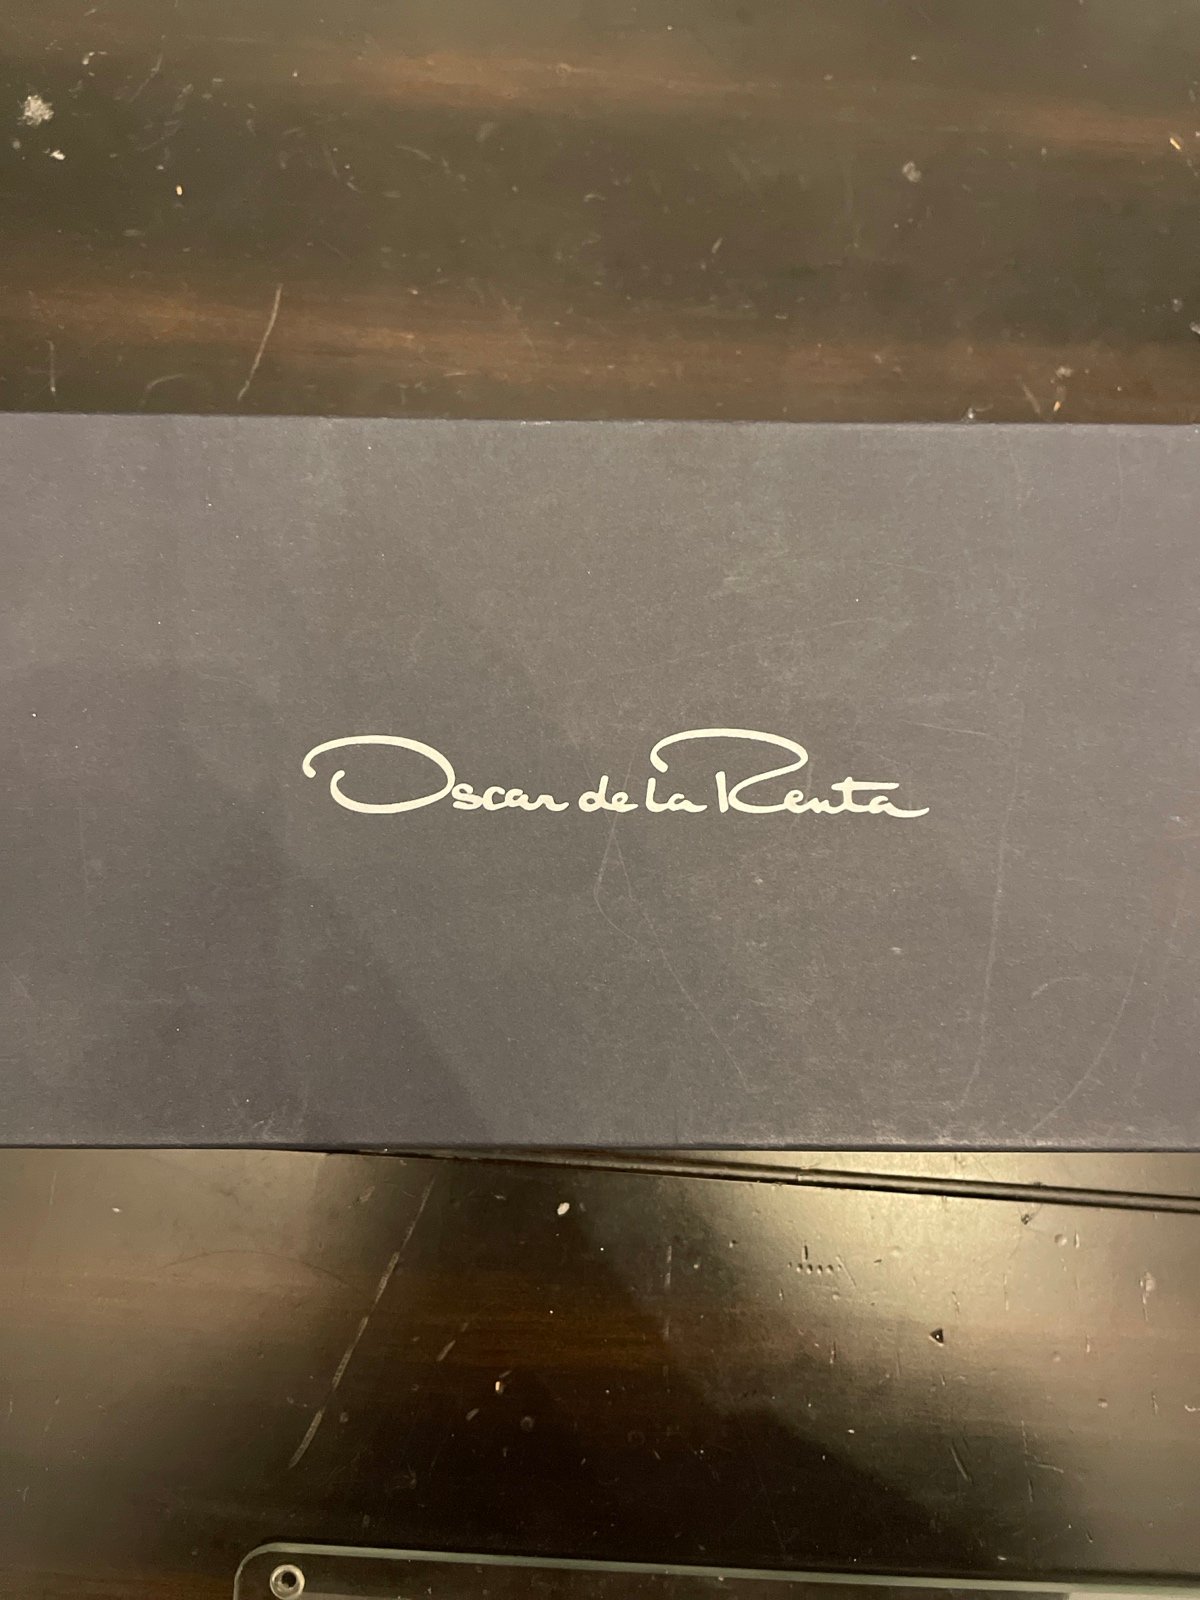 Oscar de la Renta